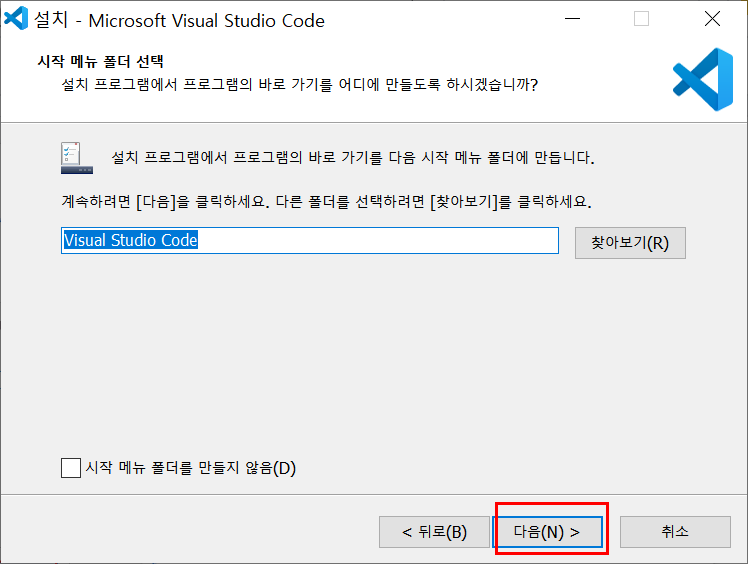 설치 - Microsoft Visual Studio Code
시작 메뉴 폴더 선택
설치 프로그램에서 프로그램의 바로 가기를 어디에 만들도록 하시겠습니까?
설치 프로그램에서 프로그램의 바로 가기를 다음 시작 메뉴 폴더에 만듭니다.
계속하려면 [다음]을 클릭하세요. 다른 폴더를 선택하려면 [찾아보기]를 클릭하세요.
Visual Studio Code
찾아보기(R)
시작 메뉴 폴더를 만들지 않음(D)
< 뒤로(B)
다음(N) >
취소